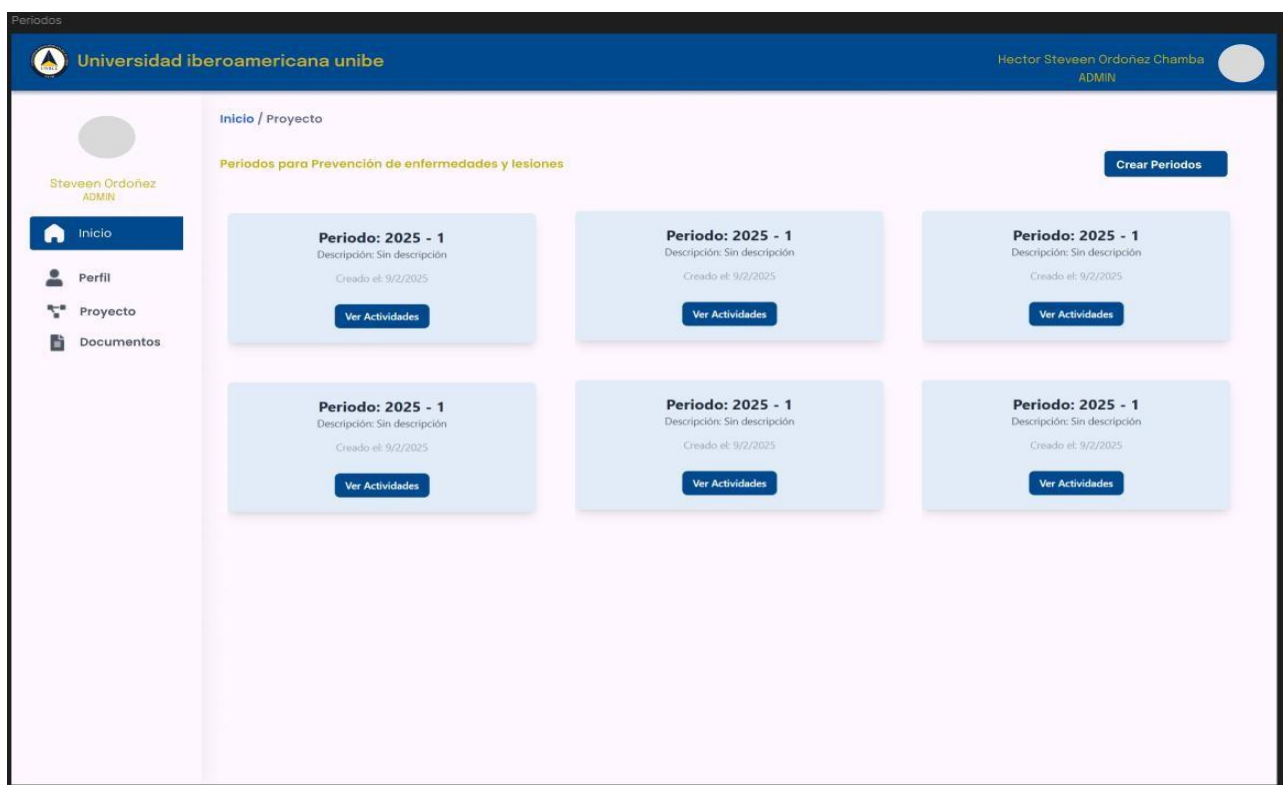 Periodos
Universidad iberoamericana unibe
Hector Steveen Ordoñez Chamba
ADMIN
Steveen Ordoñez
ADMIN
Inicio
Perfil
Proyecto
Documentos
Inicio / Proyecto
Periodos para Prevención de enfermedades y lesiones
Crear Periodos
Periodo: 2025 - 1
Descripción: Sin descripción
Creado el: 9/2/2025
Ver Actividades
Periodo: 2025 - 1
Descripción: Sin descripción
Creado el: 9/2/2025
Ver Actividades
Periodo: 2025 - 1
Descripción: Sin descripción
Creado el: 9/2/2025
Ver Actividades
Periodo: 2025 - 1
Descripción: Sin descripción
Creado el: 9/2/2025
Ver Actividades
Periodo: 2025 - 1
Descripción: Sin descripción
Creado el: 9/2/2025
Ver Actividades
Periodo: 2025 - 1
Descripción: Sin descripción
Creado el: 9/2/2025
Ver Actividades